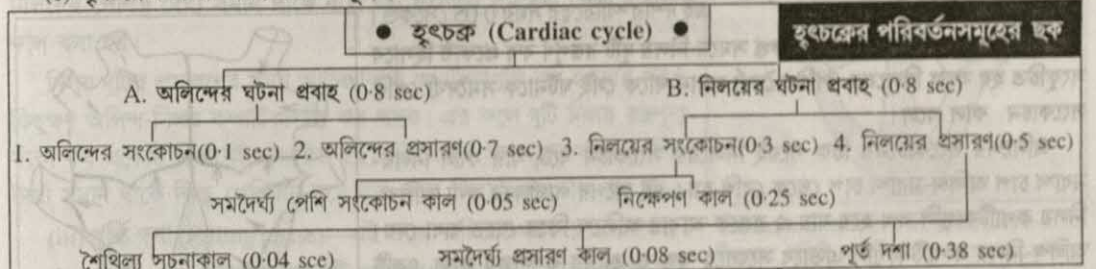 ● হৃৎচক্র (Cardiac cycle) ● হৃৎচক্রের পরিবর্তনসমূহের ছক
A. অলিন্দের ঘটনা প্রবাহ (0·8 sec) B. নিলয়ের ঘটনা প্রবাহ (0·8 sec)
1. অলিন্দের সংকোচন(0·1 sec) 2. অলিন্দের প্রসারণ(0·7 sec) 3. নিলয়ের সংকোচন(0·3 sec) 4. নিলয়ের প্রসারণ(0·5 sec)
সমদৈর্ঘ্য পেশি সংকোচন কাল (0·05 sec) নিক্ষেপণ কাল (0·25 sec)
শৈথিল্য সূচনাকাল (0·04 sce) সমদৈর্ঘ্য প্রসারণ কাল (0·08 sec) পূর্ত দশা (0·38 sec)